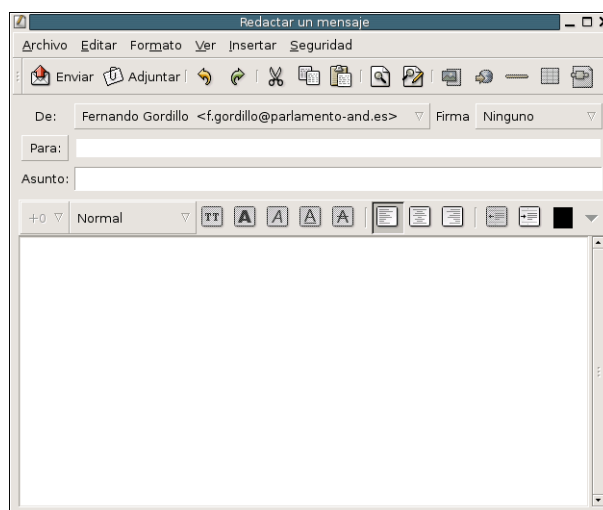 Redactar un mensaje
Archivo Editar Formato Ver Insertar Seguridad
Enviar Adjuntar
De: Fernando Gordillo <f.gordillo@parlamento-and.es> Firma Ninguno
Para:
Asunto:
+0 Normal TT A A A A